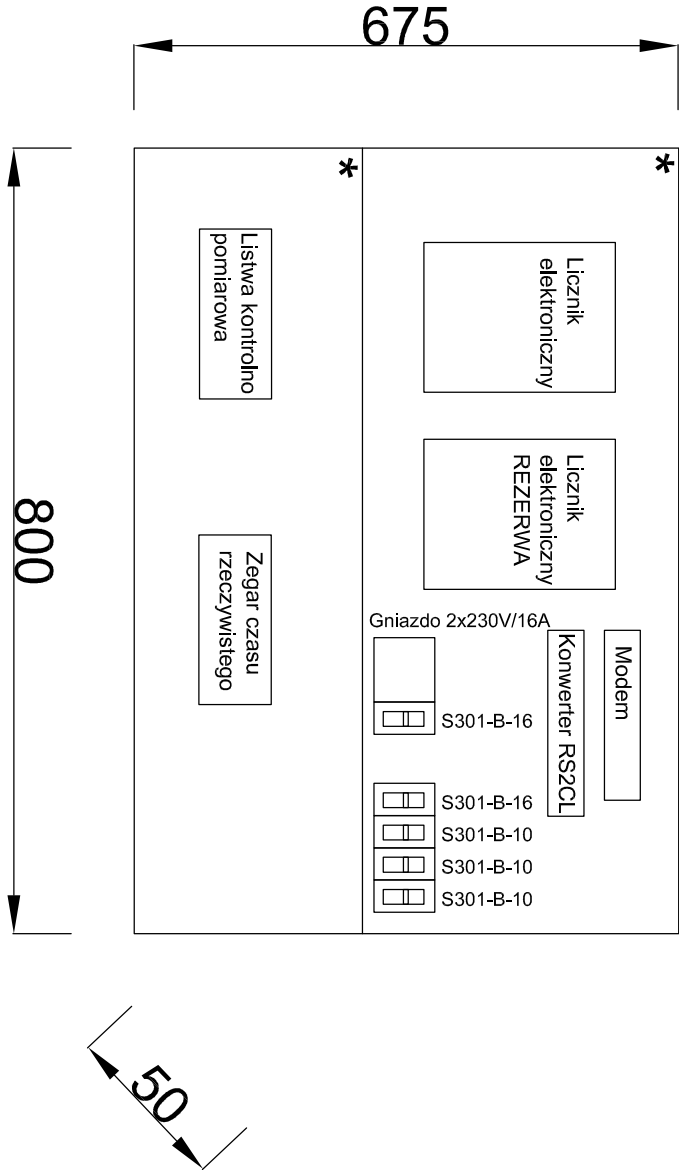 675
*
*
Listwa kontrolno
pomiarowa
Licznik
elektroniczny
Licznik
elektroniczny
REZERWA
800
Zegar czasu
rzeczywistego
Gniazdo 2x230V/16A
Modem
Konwerter RS2CL
S301-B-16
S301-B-16
S301-B-10
S301-B-10
S301-B-10
50